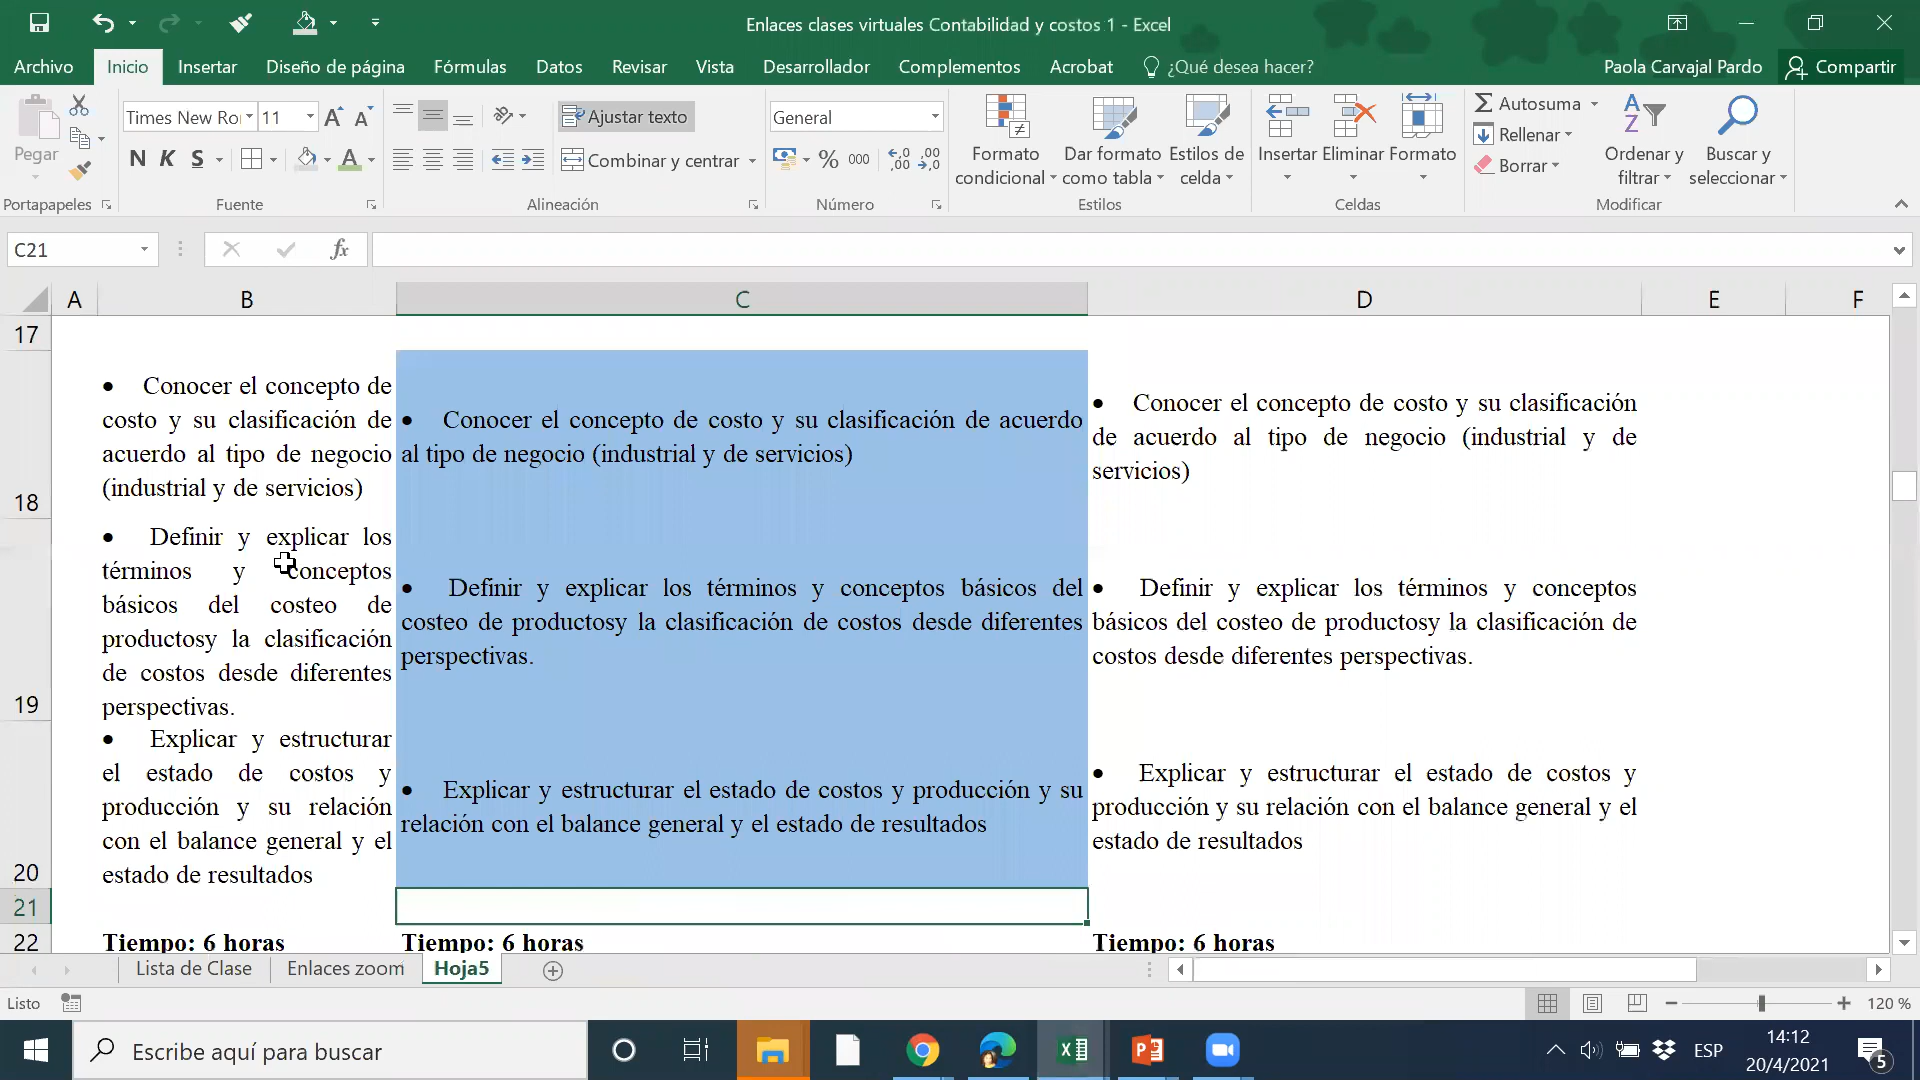 Enlaces clases virtuales Contabilidad y costos 1 - Excel
Archivo Inicio Insertar Diseño de página Fórmulas Datos Revisar Vista Desarrollador Complementos Acrobat ¿Qué desea hacer? Paola Carvajal Pardo Compartir
Pegar
Times New Ro 11
N K S
Ajustar texto
Combinar y centrar
General
% 000
Formato condicional
Dar formato como tabla
Estilos de celda
Insertar Eliminar Formato
Autosuma
Rellenar
Borrar
Ordenar y filtrar
Buscar y seleccionar
Portapapeles Fuente Alineación Número Estilos Celdas Modificar
C21 fx
A B C D E F
17
18
• Conocer el concepto de
costo y su clasificación de
acuerdo al tipo de negocio
(industrial y de servicios)
• Conocer el concepto de costo y su clasificación de acuerdo
al tipo de negocio (industrial y de servicios)
• Conocer el concepto de costo y su clasificación
de acuerdo al tipo de negocio (industrial y de
servicios)
19
• Definir y explicar los
términos y conceptos
básicos del costeo de
productosy la clasificación
de costos desde diferentes
perspectivas.
• Definir y explicar los términos y conceptos básicos del
costeo de productosy la clasificación de costos desde diferentes
perspectivas.
• Definir y explicar los términos y conceptos
básicos del costeo de productosy la clasificación de
costos desde diferentes perspectivas.
20
• Explicar y estructurar
el estado de costos y
producción y su relación
con el balance general y el
estado de resultados
• Explicar y estructurar el estado de costos y producción y su
relación con el balance general y el estado de resultados
• Explicar y estructurar el estado de costos y
producción y su relación con el balance general y el
estado de resultados
21
22 Tiempo: 6 horas Tiempo: 6 horas Tiempo: 6 horas
Lista de Clase Enlaces zoom Hoja5
Listo 120 %
Escribe aquí para buscar
ESP
14:12
20/4/2021
5